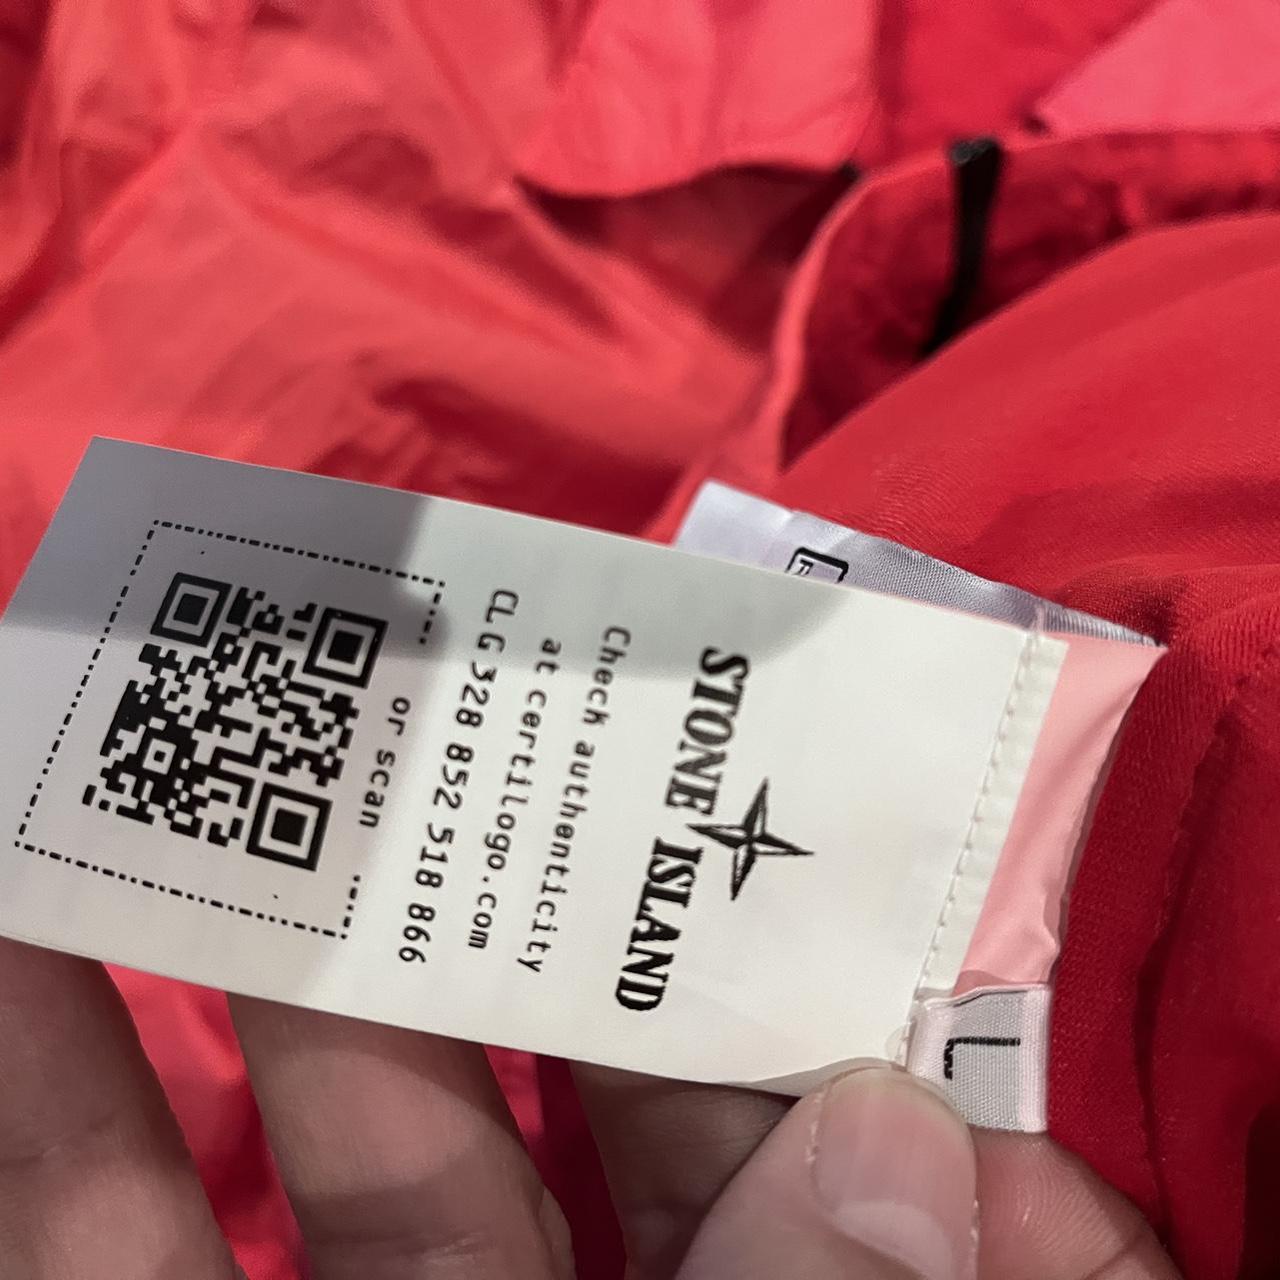 STONE ISLAND
Check authenticity
at certilogo.com
CLG 328 852 518 866
or scan
L